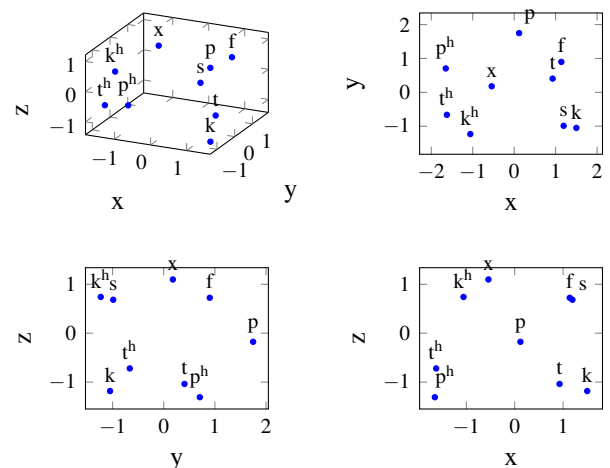 x f p s kʰ tʰ pʰ t k
1 0 −1
z
−1 0 1
x
−1 0 1
y
p f t x pʰ tʰ kʰ s k
2 1 0 −1
y
−2 −1 0 1 2
x
x kʰ s f p tʰ t pʰ k
1 0 −1
z
−1 0 1 2
y
x kʰ f s p tʰ pʰ t k
1 0 −1
z
−1 0 1 2
x